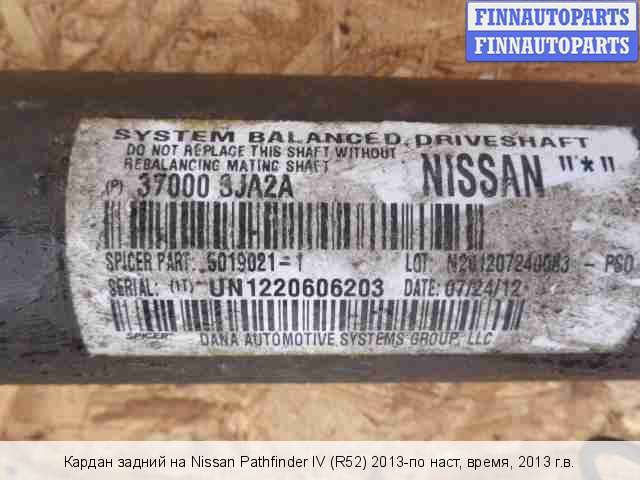 FINNAUTOPARTS
FINNAUTOPARTS
SYSTEM BALANCED DRIVESHAFT
DO NOT REPLACE THIS SHAFT WITHOUT
REBALANCING MATING SHAFT
NISSAN "*"
(P) 37000 3JA2A
SPICER PART: 5019021-1 LOT: N201207240083 - PSD
SERIAL: (1T) UN1220606203 DATE: 07/24/12
SPICER DANA AUTOMOTIVE SYSTEMS GROUP, LLC
Кардан задний на Nissan Pathfinder IV (R52) 2013-по наст, время, 2013 г.в.